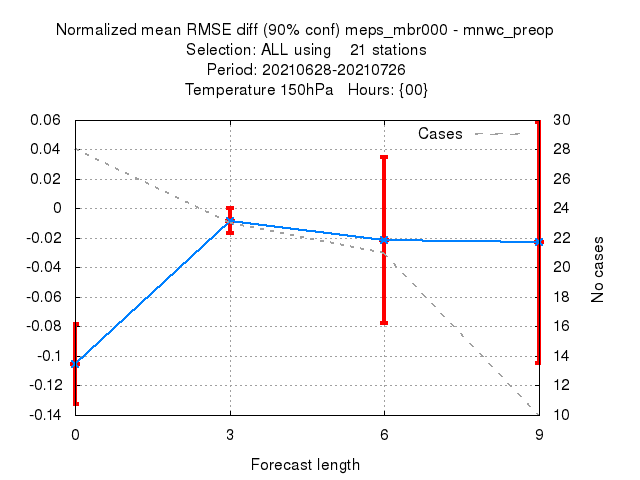 Normalized mean RMSE diff (90% conf) meps_mbr000 - mnwc_preop
Selection: ALL using 21 stations
Period: 20210628-20210726
Temperature 150hPa Hours: {00}
Cases
0.06
0.04
0.02
0
-0.02
-0.04
-0.06
-0.08
-0.1
-0.12
-0.14
30
28
26
24
22
20
18
16
14
12
10
No cases
0 3 6 9
Forecast length